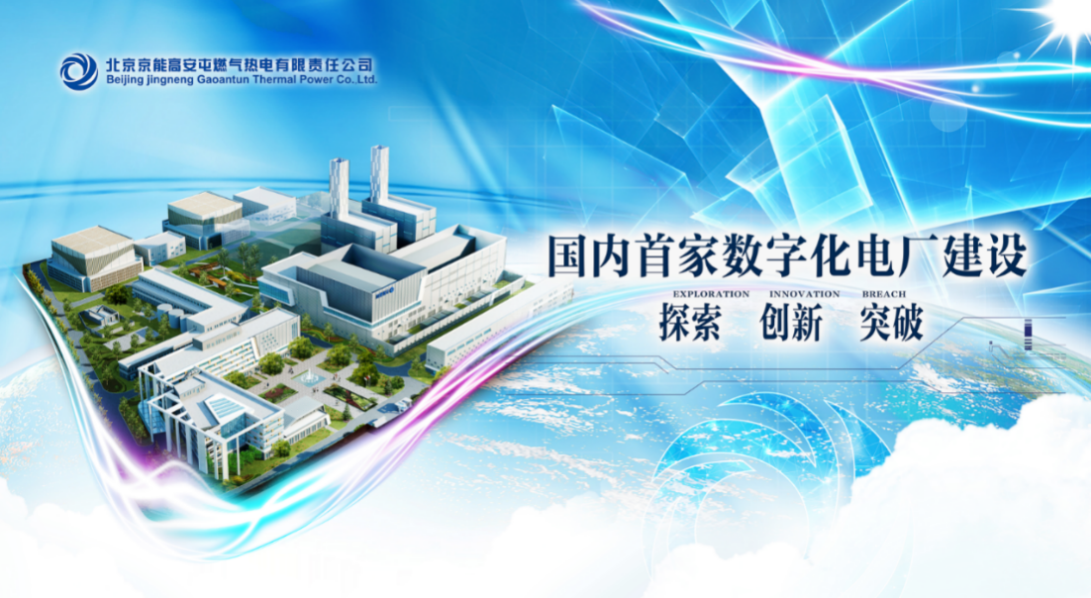 北京京能高安屯燃气热电有限责任公司
Beijing jingneng Gaoantun Thermal Power Co.Ltd.
国内首家数字化电厂建设
EXPLORATION INNOVATION BREACH
探索 创新 突破